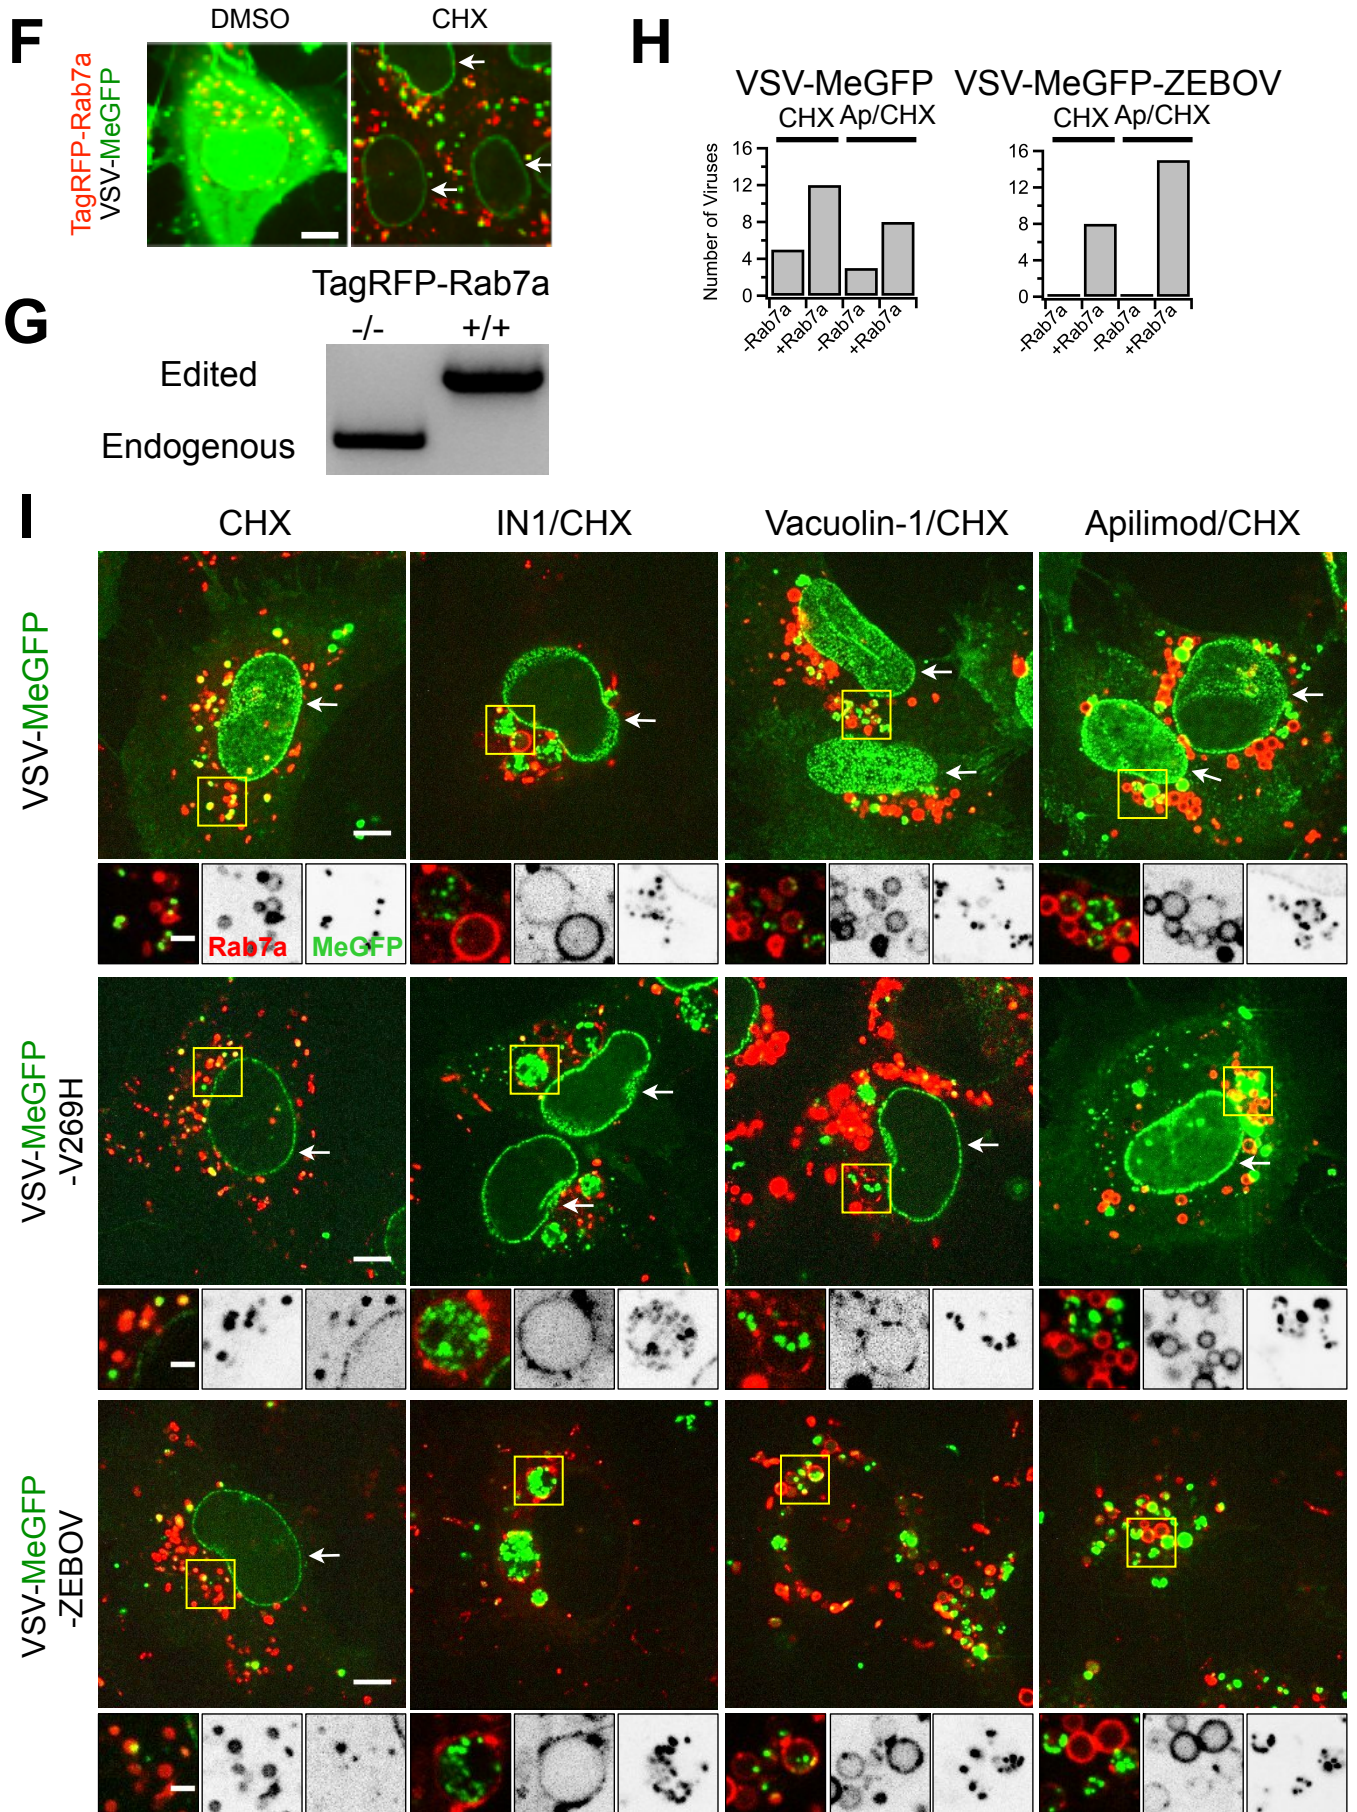 F
DMSO
CHX
TagRFP-Rab7a
VSV-MeGFP
G
TagRFP-Rab7a
-/-
+/+
Edited
Endogenous
H
VSV-MeGFP
VSV-MeGFP-ZEBOV
CHX
Ap/CHX
CHX
Ap/CHX
Number of Viruses
16
12
8
4
0
-Rab7a
+Rab7a
-Rab7a
+Rab7a
16
12
8
4
0
-Rab7a
+Rab7a
-Rab7a
+Rab7a
I
CHX
IN1/CHX
Vacuolin-1/CHX
Apilimod/CHX
VSV-MeGFP
Rab7a
MeGFP
VSV-MeGFP
-V269H
VSV-MeGFP
-ZEBOV